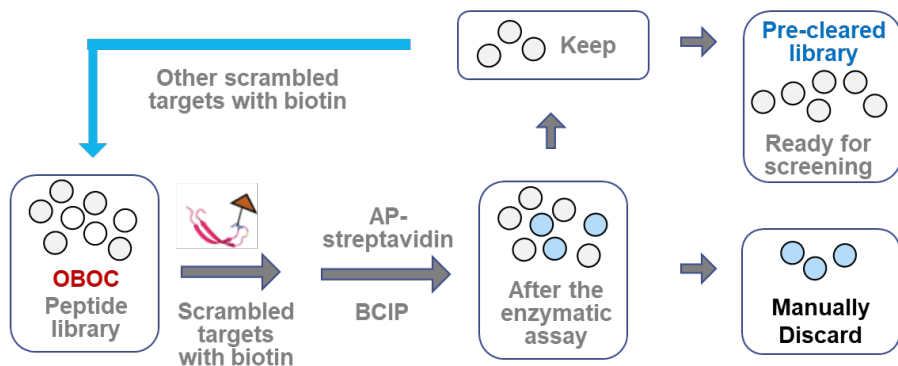 Other scrambled
targets with biotin
Keep
Pre-cleared
library
Ready for
screening
OBOC
Peptide
library
Scrambled
targets
with biotin
AP-
streptavidin
BCIP
After the
enzymatic
assay
Manually
Discard